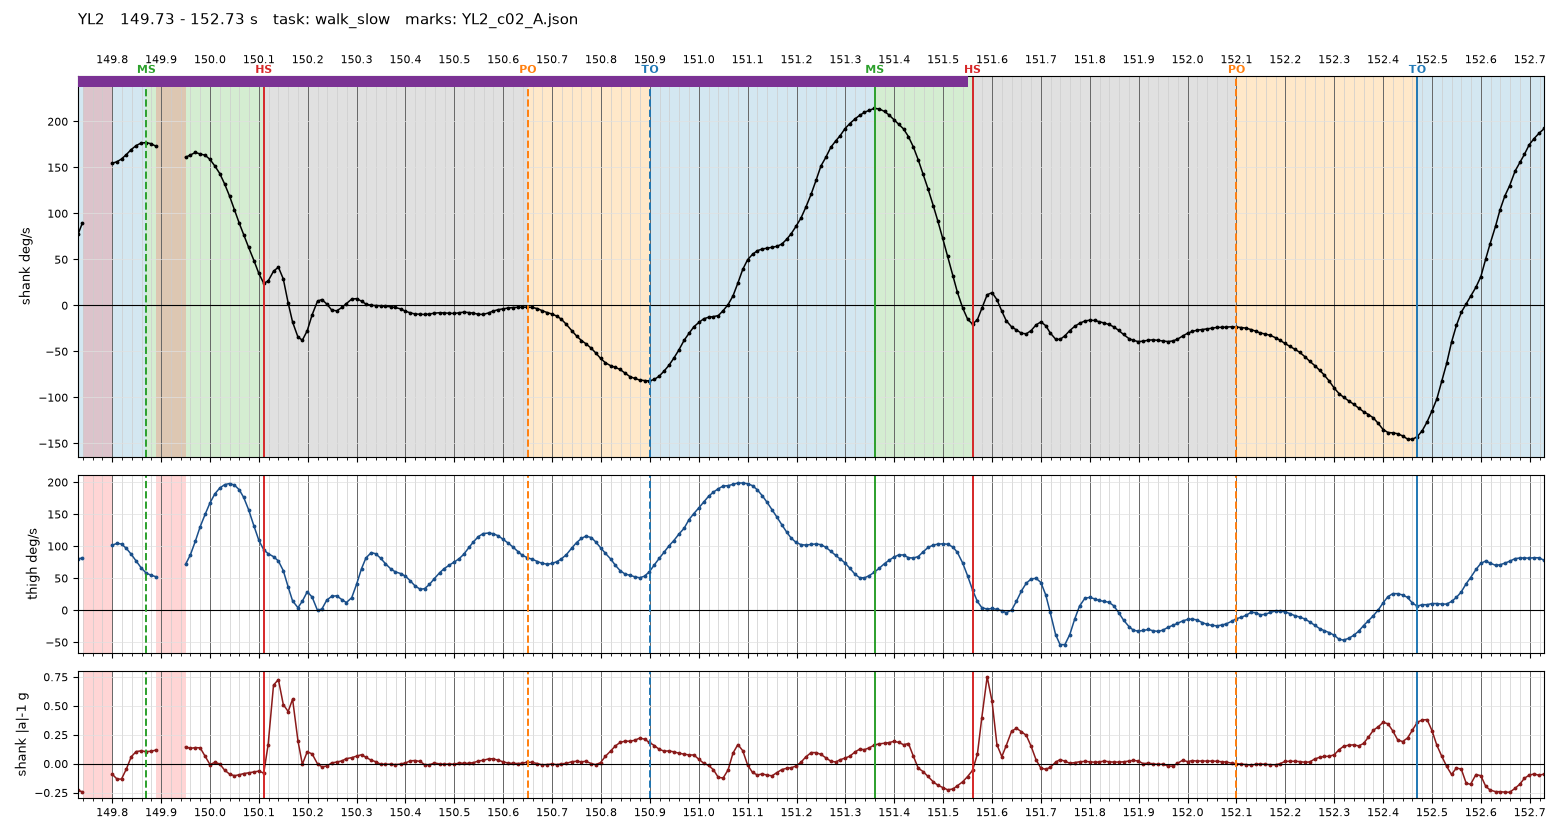 YL2   149.73 - 152.73 s   task: walk_slow   marks: YL2_c02_A.json
149.8 149.9 150.0 150.1 150.2 150.3 150.4 150.5 150.6 150.7 150.8 150.9 151.0 151.1 151.2 151.3 151.4 151.5 151.6 151.7 151.8 151.9 152.0 152.1 152.2 152.3 152.4 152.5 152.6 152.7
MS HS PO TO MS HS PO TO
shank deg/s
200
150
100
50
0
−50
−100
−150
thigh deg/s
200
150
100
50
0
−50
shank |a|-1 g
0.75
0.50
0.25
0.00
−0.25
149.8 149.9 150.0 150.1 150.2 150.3 150.4 150.5 150.6 150.7 150.8 150.9 151.0 151.1 151.2 151.3 151.4 151.5 151.6 151.7 151.8 151.9 152.0 152.1 152.2 152.3 152.4 152.5 152.6 152.7